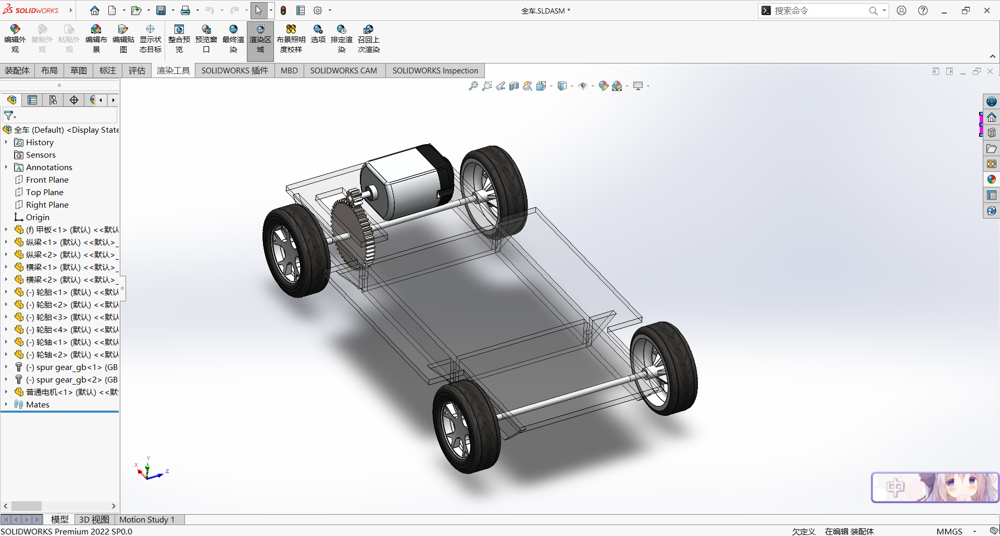 SOLIDWORKS
全车.SLDASM *
搜索命令
编辑外观
复制外观
粘贴外观
编辑布景
编辑贴图
显示状态目标
整合预览
预览窗口
最终渲染
渲染区域
布景照明度校样
选项
排定渲染
召回上次渲染
装配体
布局
草图
标注
评估
渲染工具
SOLIDWORKS 插件
MBD
SOLIDWORKS CAM
SOLIDWORKS Inspection
全车 (Default) <Display State
History
Sensors
Annotations
Front Plane
Top Plane
Right Plane
Origin
(f) 甲板<1> (默认) <<默认
纵梁<1> (默认) <<默认>_
纵梁<2> (默认) <<默认>_
横梁<1> (默认) <<默认>_
横梁<2> (默认) <<默认>_
(-) 轮胎<1> (默认) <<默认
(-) 轮胎<2> (默认) <<默认
(-) 轮胎<3> (默认) <<默认
(-) 轮胎<4> (默认) <<默认
(-) 轮轴<1> (默认) <<默认
(-) 轮轴<2> (默认) <<默认
(-) spur gear_gb<1> (GB
(-) spur gear_gb<2> (GB
普通电机<1> (默认) <<默
Mates
Y
X
Z
中
模型
3D 视图
Motion Study 1
SOLIDWORKS Premium 2022 SP0.0
欠定义
在编辑 装配体
MMGS